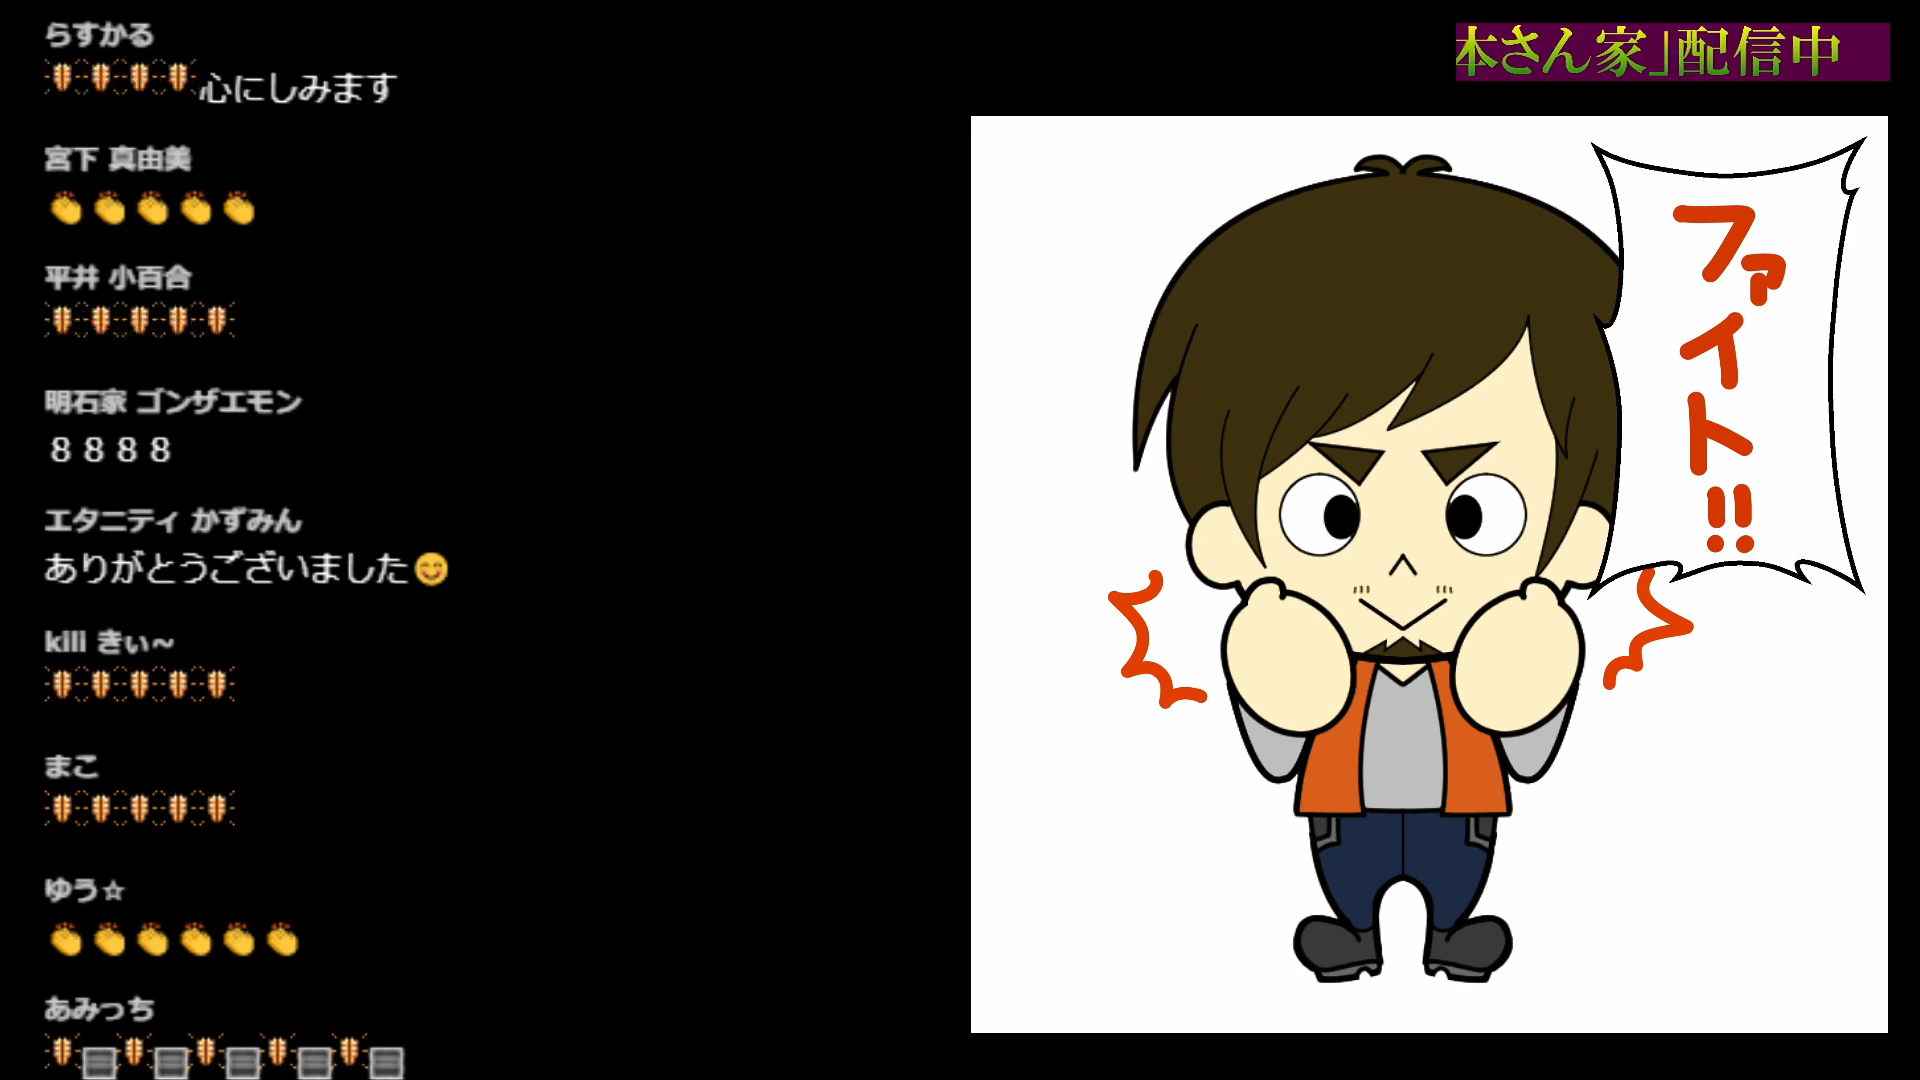 らすかる
心にしみます
宮下 真由美
👏👏👏👏👏
平井 小百合
明石家 ゴンザエモン
８８８８
エタニティ かずみん
ありがとうございました😊
kili きぃ～
まこ
ゆう☆
👏👏👏👏👏👏
あみっち
本さん家」配信中
ファイト!!